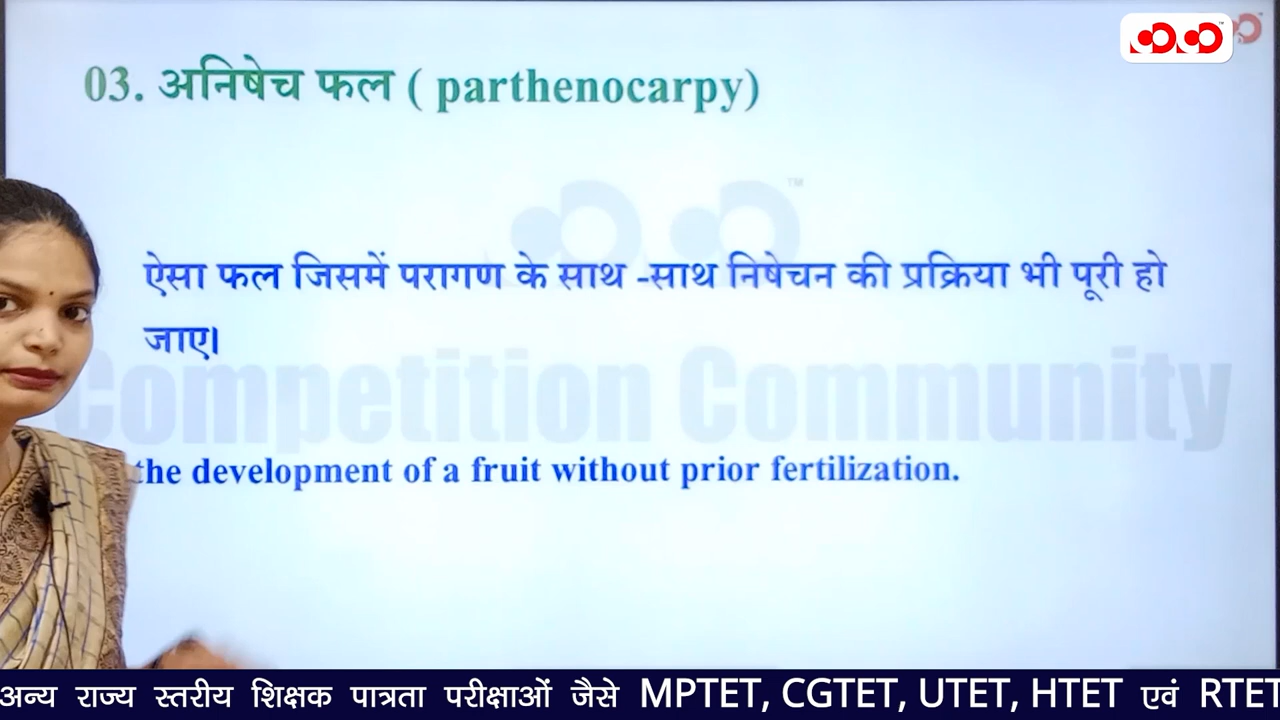 03. अनिषेच फल ( parthenocarpy)
ऐसा फल जिसमें परागण के साथ -साथ निषेचन की प्रक्रिया भी पूरी हो
जाए।
Competition Community
the development of a fruit without prior fertilization.
अन्य राज्य स्तरीय शिक्षक पात्रता परीक्षाओं जैसे MPTET, CGTET, UTET, HTET एवं RTET